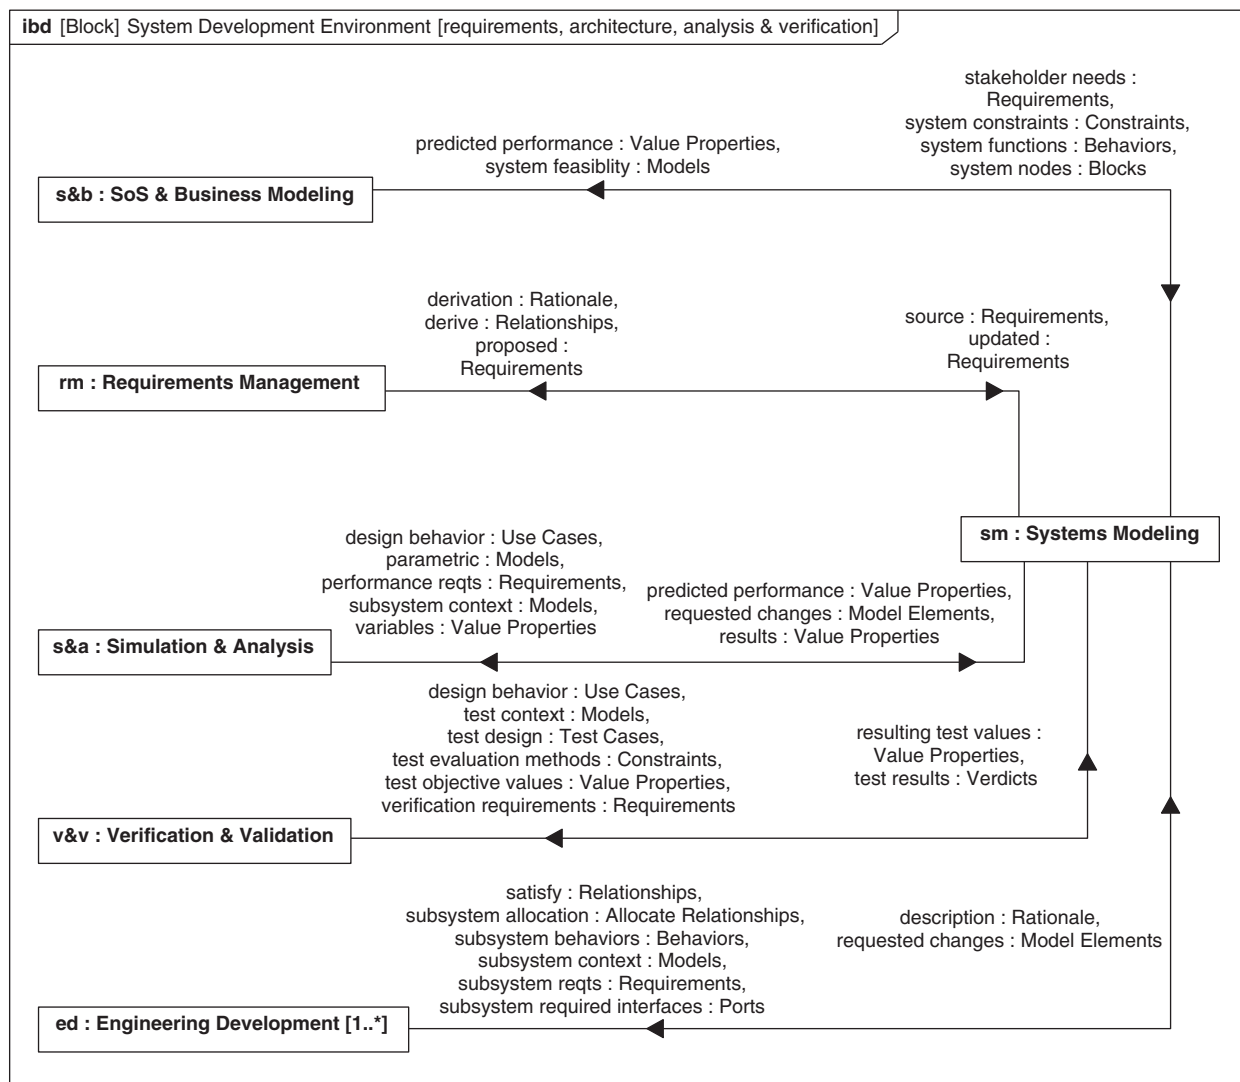 ibd [Block] System Development Environment [requirements, architecture, analysis & verification]
stakeholder needs :
Requirements,
system constraints : Constraints,
system functions : Behaviors,
system nodes : Blocks
predicted performance : Value Properties,
system feasiblity : Models
s&b : SoS & Business Modeling
derivation : Rationale,
derive : Relationships,
proposed :
Requirements
source : Requirements,
updated :
Requirements
rm : Requirements Management
sm : Systems Modeling
design behavior : Use Cases,
parametric : Models,
performance reqts : Requirements,
subsystem context : Models,
variables : Value Properties
predicted performance : Value Properties,
requested changes : Model Elements,
results : Value Properties
s&a : Simulation & Analysis
design behavior : Use Cases,
test context : Models,
test design : Test Cases,
test evaluation methods : Constraints,
test objective values : Value Properties,
verification requirements : Requirements
resulting test values :
Value Properties,
test results : Verdicts
v&v : Verification & Validation
satisfy : Relationships,
subsystem allocation : Allocate Relationships,
subsystem behaviors : Behaviors,
subsystem context : Models,
subsystem reqts : Requirements,
subsystem required interfaces : Ports
description : Rationale,
requested changes : Model Elements
ed : Engineering Development [1..*]